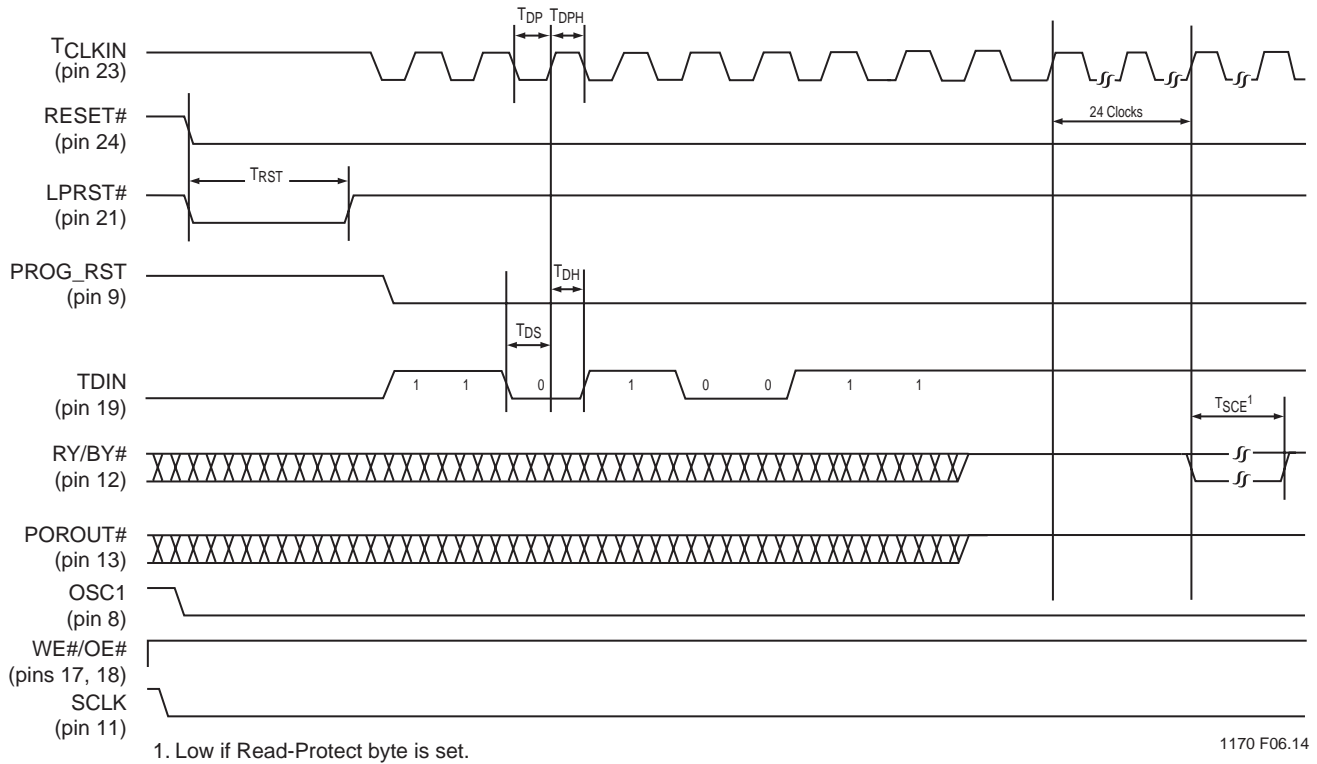 TDP TDPH
TCLKIN
(pin 23)
RESET#
(pin 24)
24 Clocks
TRST
LPRST#
(pin 21)
PROG_RST
(pin 9)
TDH
TDS
TDIN
(pin 19)
1 1 0 1 0 0 1 1
TSCE1
RY/BY#
(pin 12)
POROUT#
(pin 13)
OSC1
(pin 8)
WE#/OE#
(pins 17, 18)
SCLK
(pin 11)
1. Low if Read-Protect byte is set.
1170 F06.14